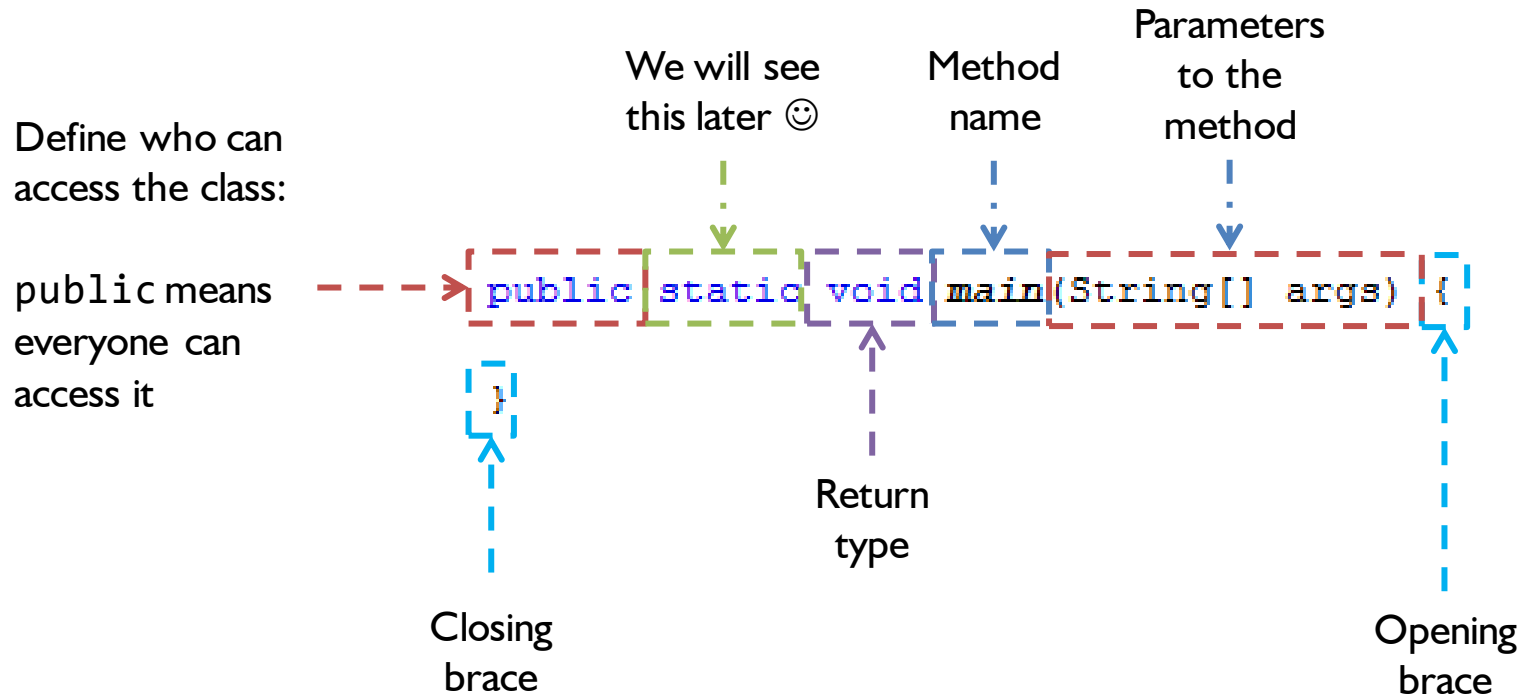 Parameters
to the
method
We will see
this later ☺
Method
name
Define who can
access the class:
public means
everyone can
access it
public static void main(String[] args) {
}
Return
type
Closing
brace
Opening
brace